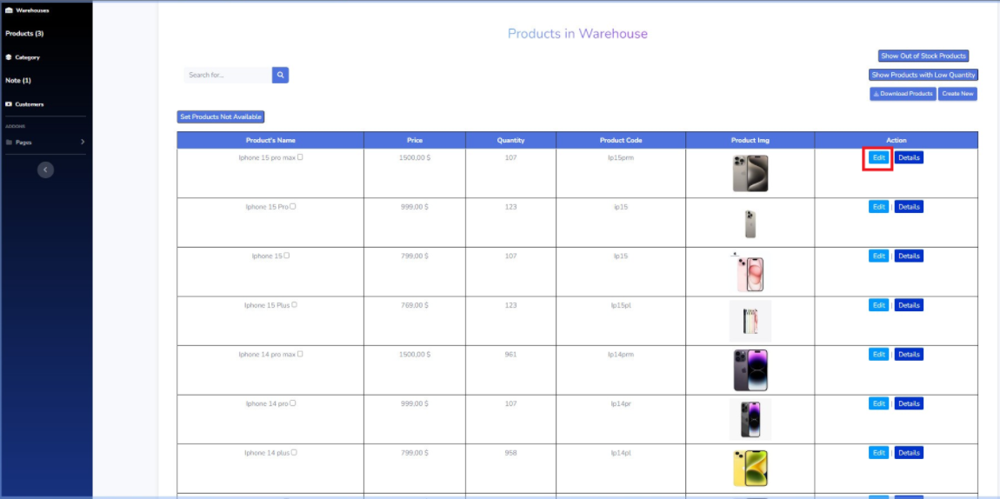 Warehouses
Products (3)
Category
Note (1)
Customers
ADDONS
Pages
Products in Warehouse
Show Out of Stock Products
Search for...
Show Products with Low Quantity
Download Products Create New
Set Products Not Available
Product's Name Price Quantity Product Code Product Img Action
Iphone 15 pro max 1500,00 $ 107 Ip15prm Edit | Details
Iphone 15 Pro 999,00 $ 123 ip15 Edit | Details
Iphone 15 799,00 $ 107 Ip15 Edit | Details
Iphone 15 Plus 769,00 $ 123 Ip15pl Edit | Details
Iphone 14 pro max 1500,00 $ 961 Ip14prm Edit | Details
Iphone 14 pro 999,00 $ 107 Ip14pr Edit | Details
Iphone 14 plus 799,00 $ 958 Ip14pl Edit | Details